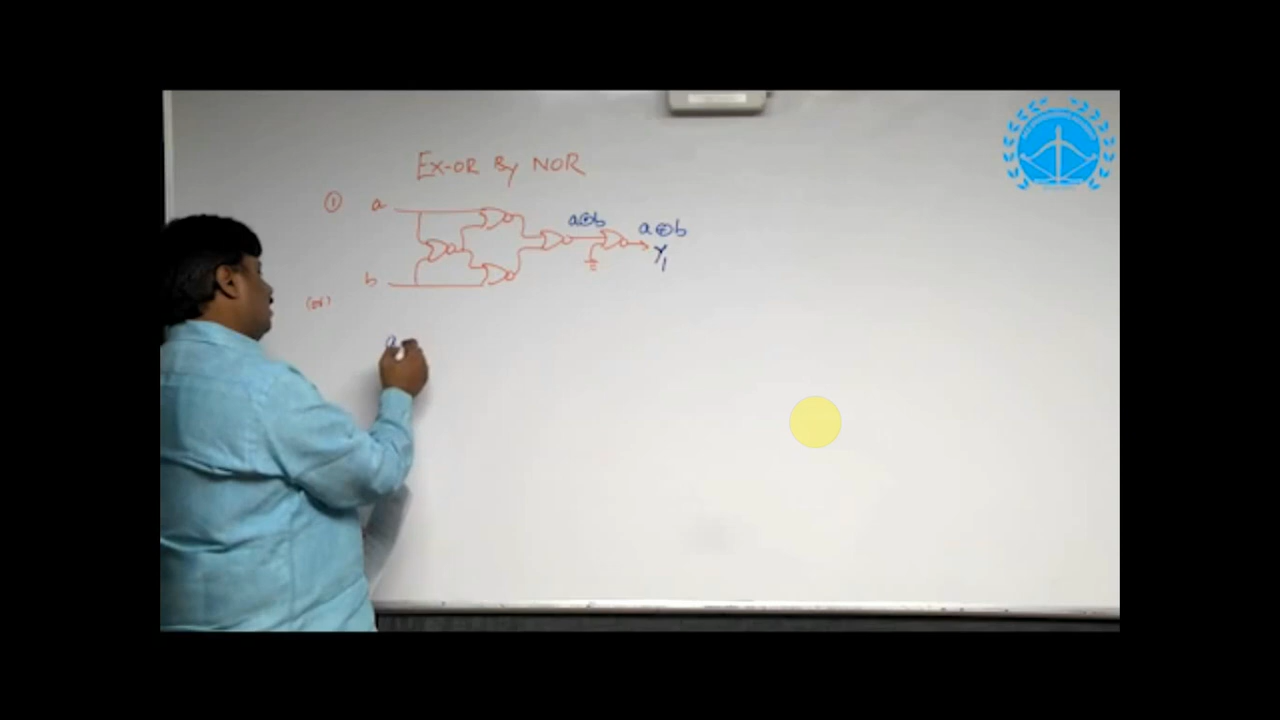 Ex-OR By NOR
① a
a⊙b
a⊕b
Y1
b
(or)
a